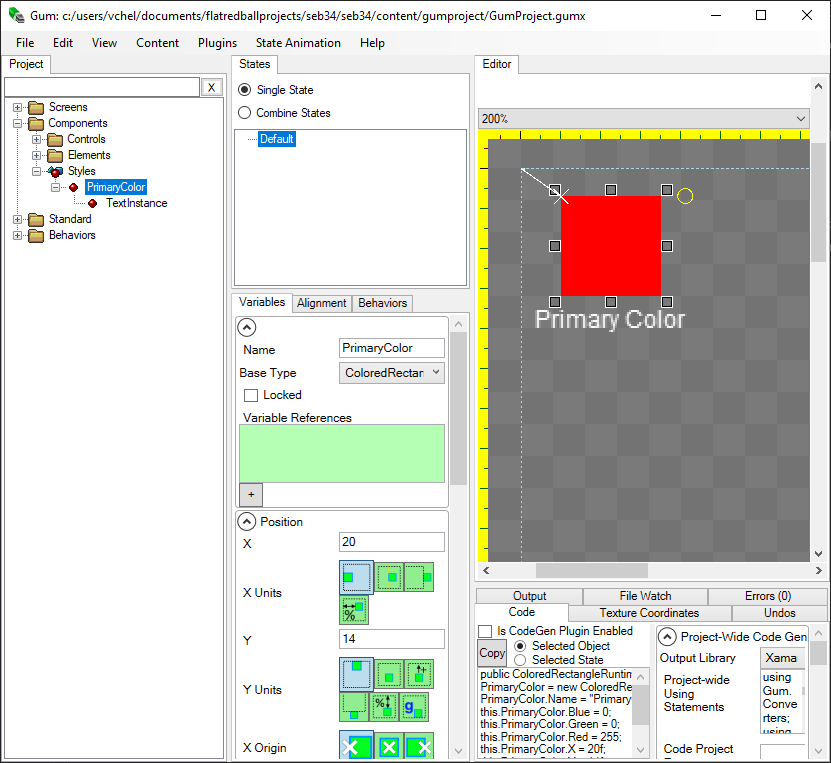 Gum: c:/users/vchel/documents/flatredballprojects/seb34/seb34/content/gumproject/GumProject.gumx
File Edit View Content Plugins State Animation Help
Project
X
Screens
Components
Controls
Elements
Styles
PrimaryColor
TextInstance
Standard
Behaviors
States
Single State
Combine States
Default
Variables Alignment Behaviors
Name PrimaryColor
Base Type ColoredRectan
Locked
Variable References
+
Position
X 20
X Units
%
Y 14
Y Units
%
g
X Origin
Editor
200%
Primary Color
Output File Watch Errors (0)
Code Texture Coordinates Undos
Is CodeGen Plugin Enabled
Copy
Selected Object
Selected State
public ColoredRectangleRuntin
PrimaryColor = new ColoredRe
PrimaryColor.Name = "Primary
this.PrimaryColor.Blue = 0;
this.PrimaryColor.Green = 0;
this.PrimaryColor.Red = 255;
this.PrimaryColor.X = 20f;
Project-Wide Code Gen
Output Library Xama
Project-wide
Using
Statements
using
Gum.
Conve
rters;
using
Code Project